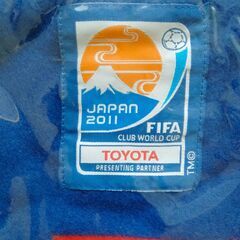 JAPAN
2011
FIFA
CLUB WORLD CUP
TOYOTA
PRESENTING PARTNER
TM©